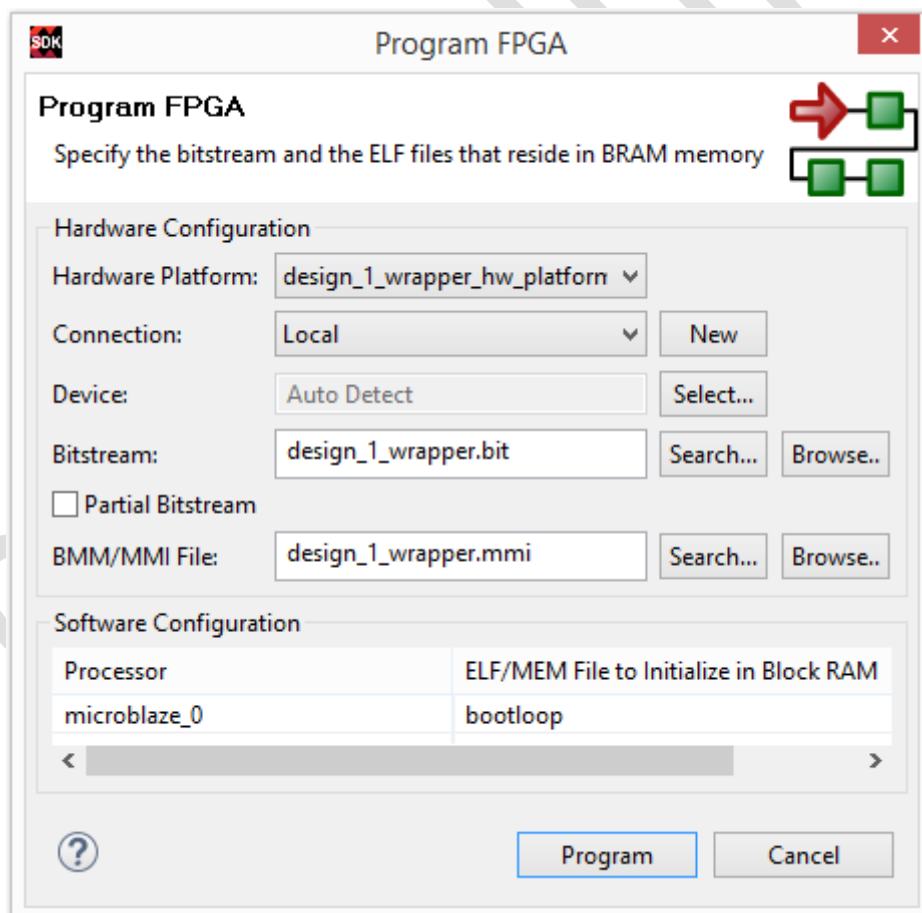 SDK Program FPGA
Program FPGA
Specify the bitstream and the ELF files that reside in BRAM memory
Hardware Configuration
Hardware Platform: design_1_wrapper_hw_platform
Connection: Local New
Device: Auto Detect Select...
Bitstream: design_1_wrapper.bit Search... Browse..
Partial Bitstream
BMM/MMI File: design_1_wrapper.mmi Search... Browse..
Software Configuration
Processor ELF/MEM File to Initialize in Block RAM
microblaze_0 bootloop
? Program Cancel